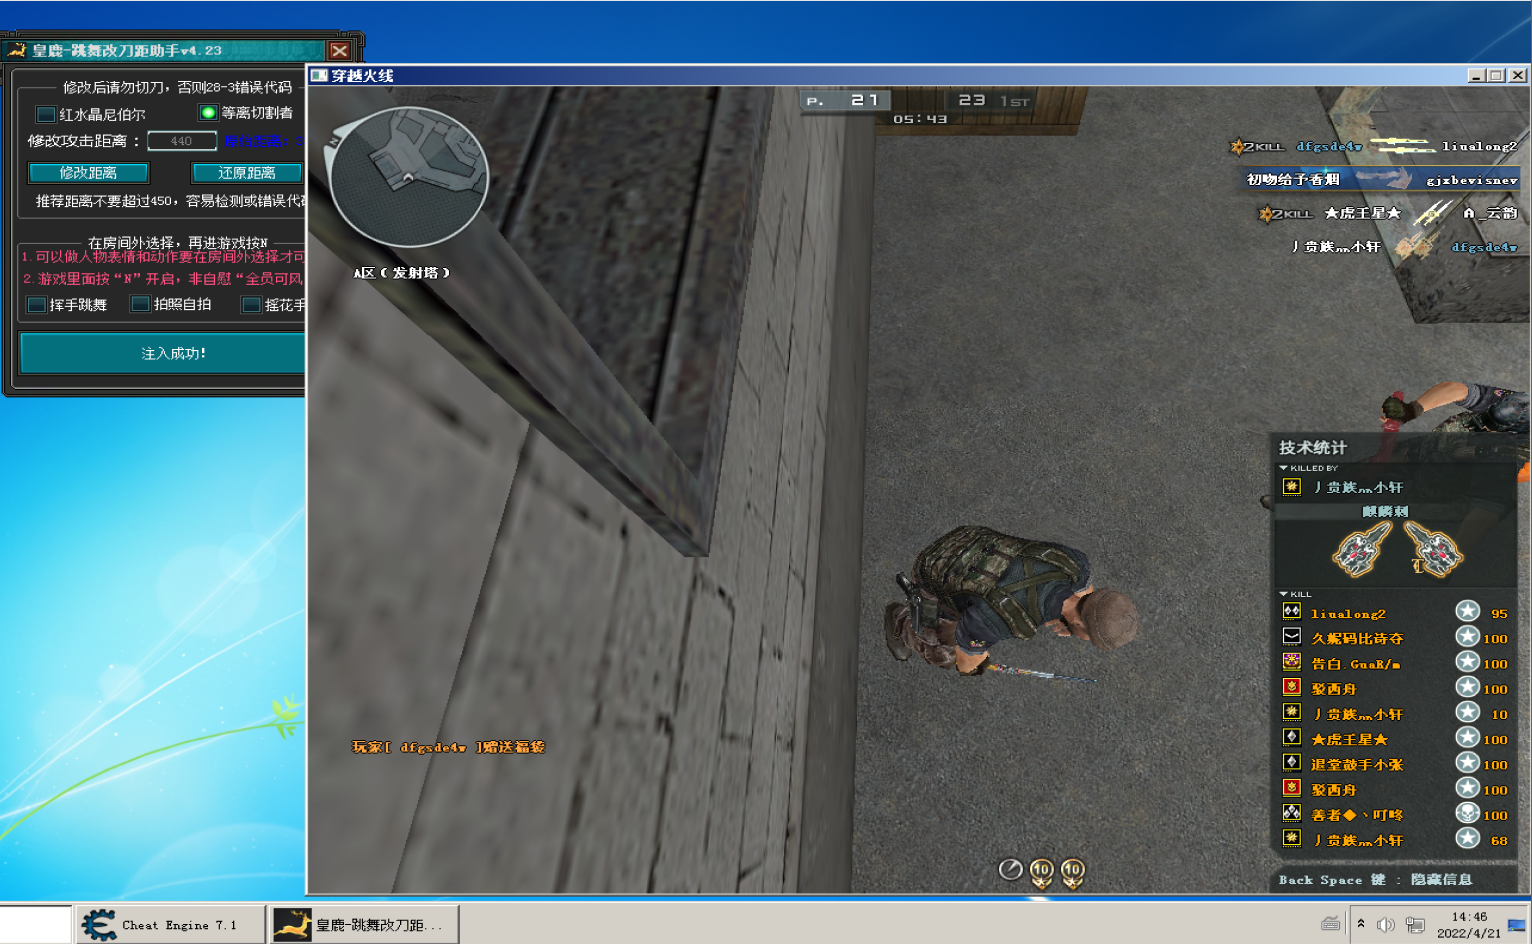 皇鹿-跳舞改刀距助手v4.23
修改后请勿切刀，否则28-3错误代码
红水晶尼伯尔
等离切割者
修改攻击距离：
440
修改距离
还原距离
推荐距离不要超过450，容易检测或错误代
在房间外选择，再进游戏按N
1.可以做人物表情和动作要在房间外选择才可
2.游戏里面按“N”开启，非自慰“全员可风
挥手跳舞
拍照自拍
摇花手
注入成功!
穿越火线
P. 21
23 1ST
05:43
N
A区(发射塔)
2KILL dfgsde4w liualong2
初吻给予香烟 gjxbevisnev
2KILL ★虎王星★ A_云韵
丿贵族灬小轩 dfgsde4w
技术统计
KILLED BY
丿贵族灬小轩
麒麟刺
KILL
liualong2 95
久妮码比诗夺 100
告白.GuaR/m 100
驳西舟 100
丿贵族灬小轩 10
★虎王星★ 100
退堂鼓手小张 100
驳西舟 100
善者◆丶叮咚 100
丿贵族灬小轩 68
Back Space 键 : 隐藏信息
玩家[ dfgsde4w ]赠送福袋
10
10
Cheat Engine 7.1
皇鹿-跳舞改刀距...
14:46
2022/4/21